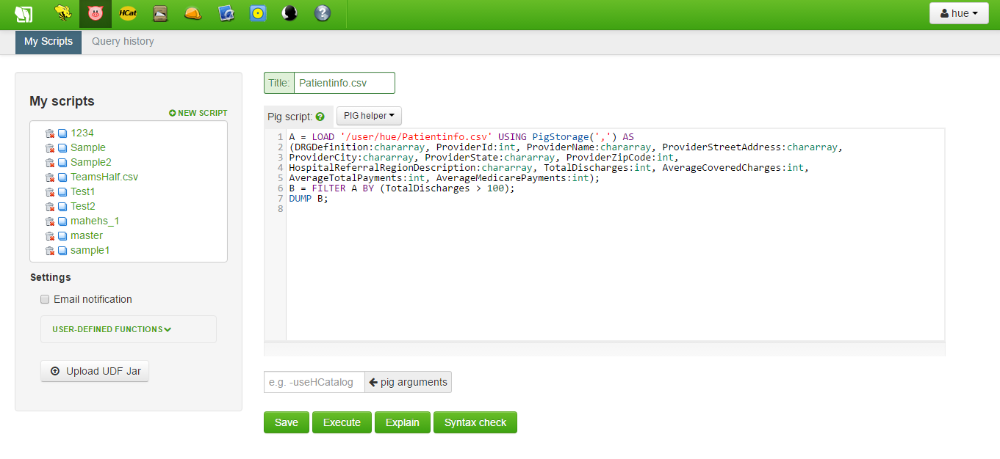 HCat
hue
My Scripts Query history
My scripts
NEW SCRIPT
1234
Sample
Sample2
TeamsHalf.csv
Test1
Test2
mahehs_1
master
sample1
Settings
Email notification
USER-DEFINED FUNCTIONS
Upload UDF Jar
Title: Patientinfo.csv
Pig script: PIG helper
1 A = LOAD '/user/hue/Patientinfo.csv' USING PigStorage(',') AS
2 (DRGDefinition:chararray, ProviderId:int, ProviderName:chararray, ProviderStreetAddress:chararray,
3 ProviderCity:chararray, ProviderState:chararray, ProviderZipCode:int,
4 HospitalReferralRegionDescription:chararray, TotalDischarges:int, AverageCoveredCharges:int,
5 AverageTotalPayments:int, AverageMedicarePayments:int);
6 B = FILTER A BY (TotalDischarges > 100);
7 DUMP B;
8
e.g. -useHCatalog pig arguments
Save Execute Explain Syntax check